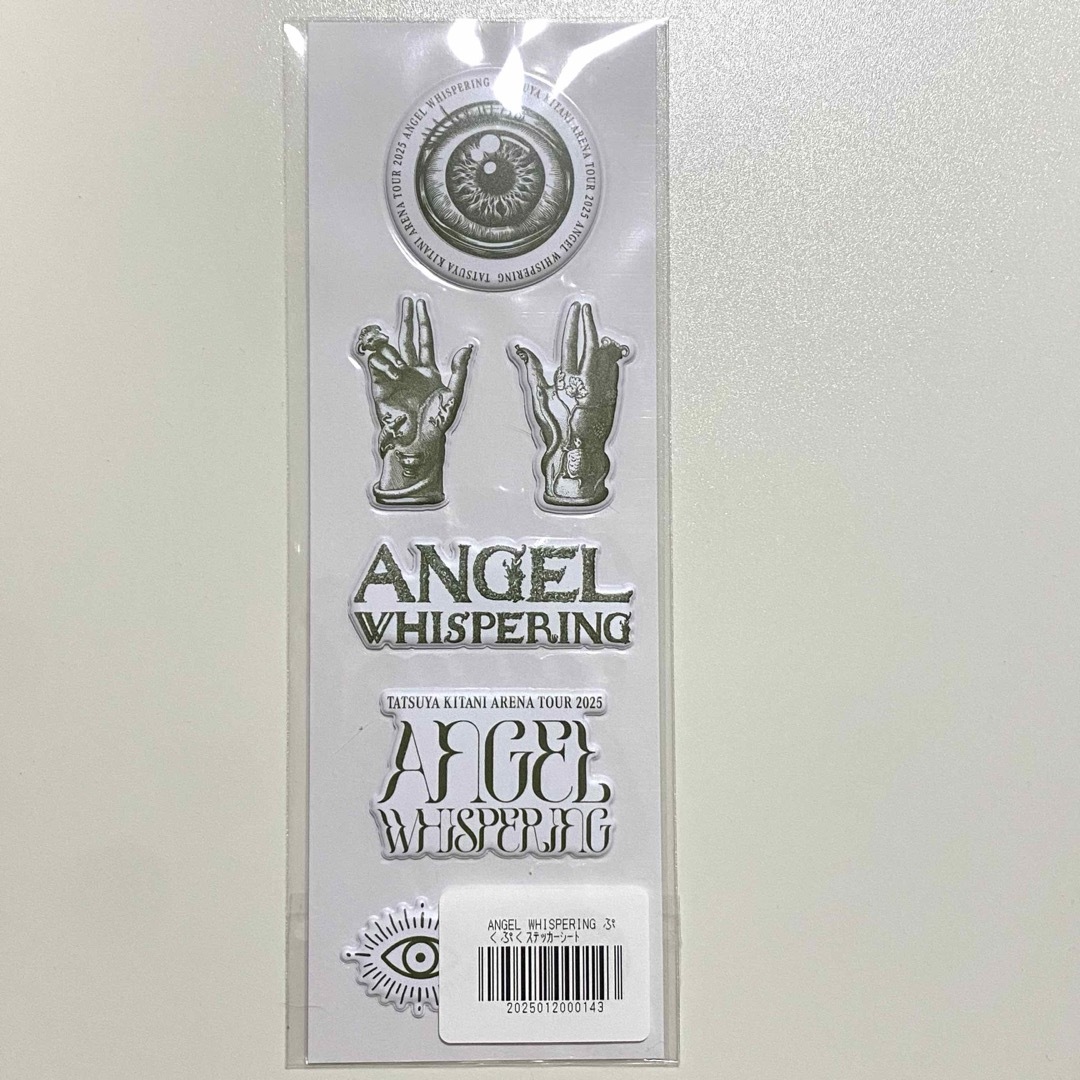 TATSUYA KITANI ARENA TOUR 2025 ANGEL WHISPERING TATSUYA KITANI ARENA TOUR 2025 ANGEL WHISPERING
ANGEL
WHISPERING
TATSUYA KITANI ARENA TOUR 2025
ANGEL
WHISPERING
ANGEL WHISPERING ぷ
くぷくステッカーシート
2025012000143